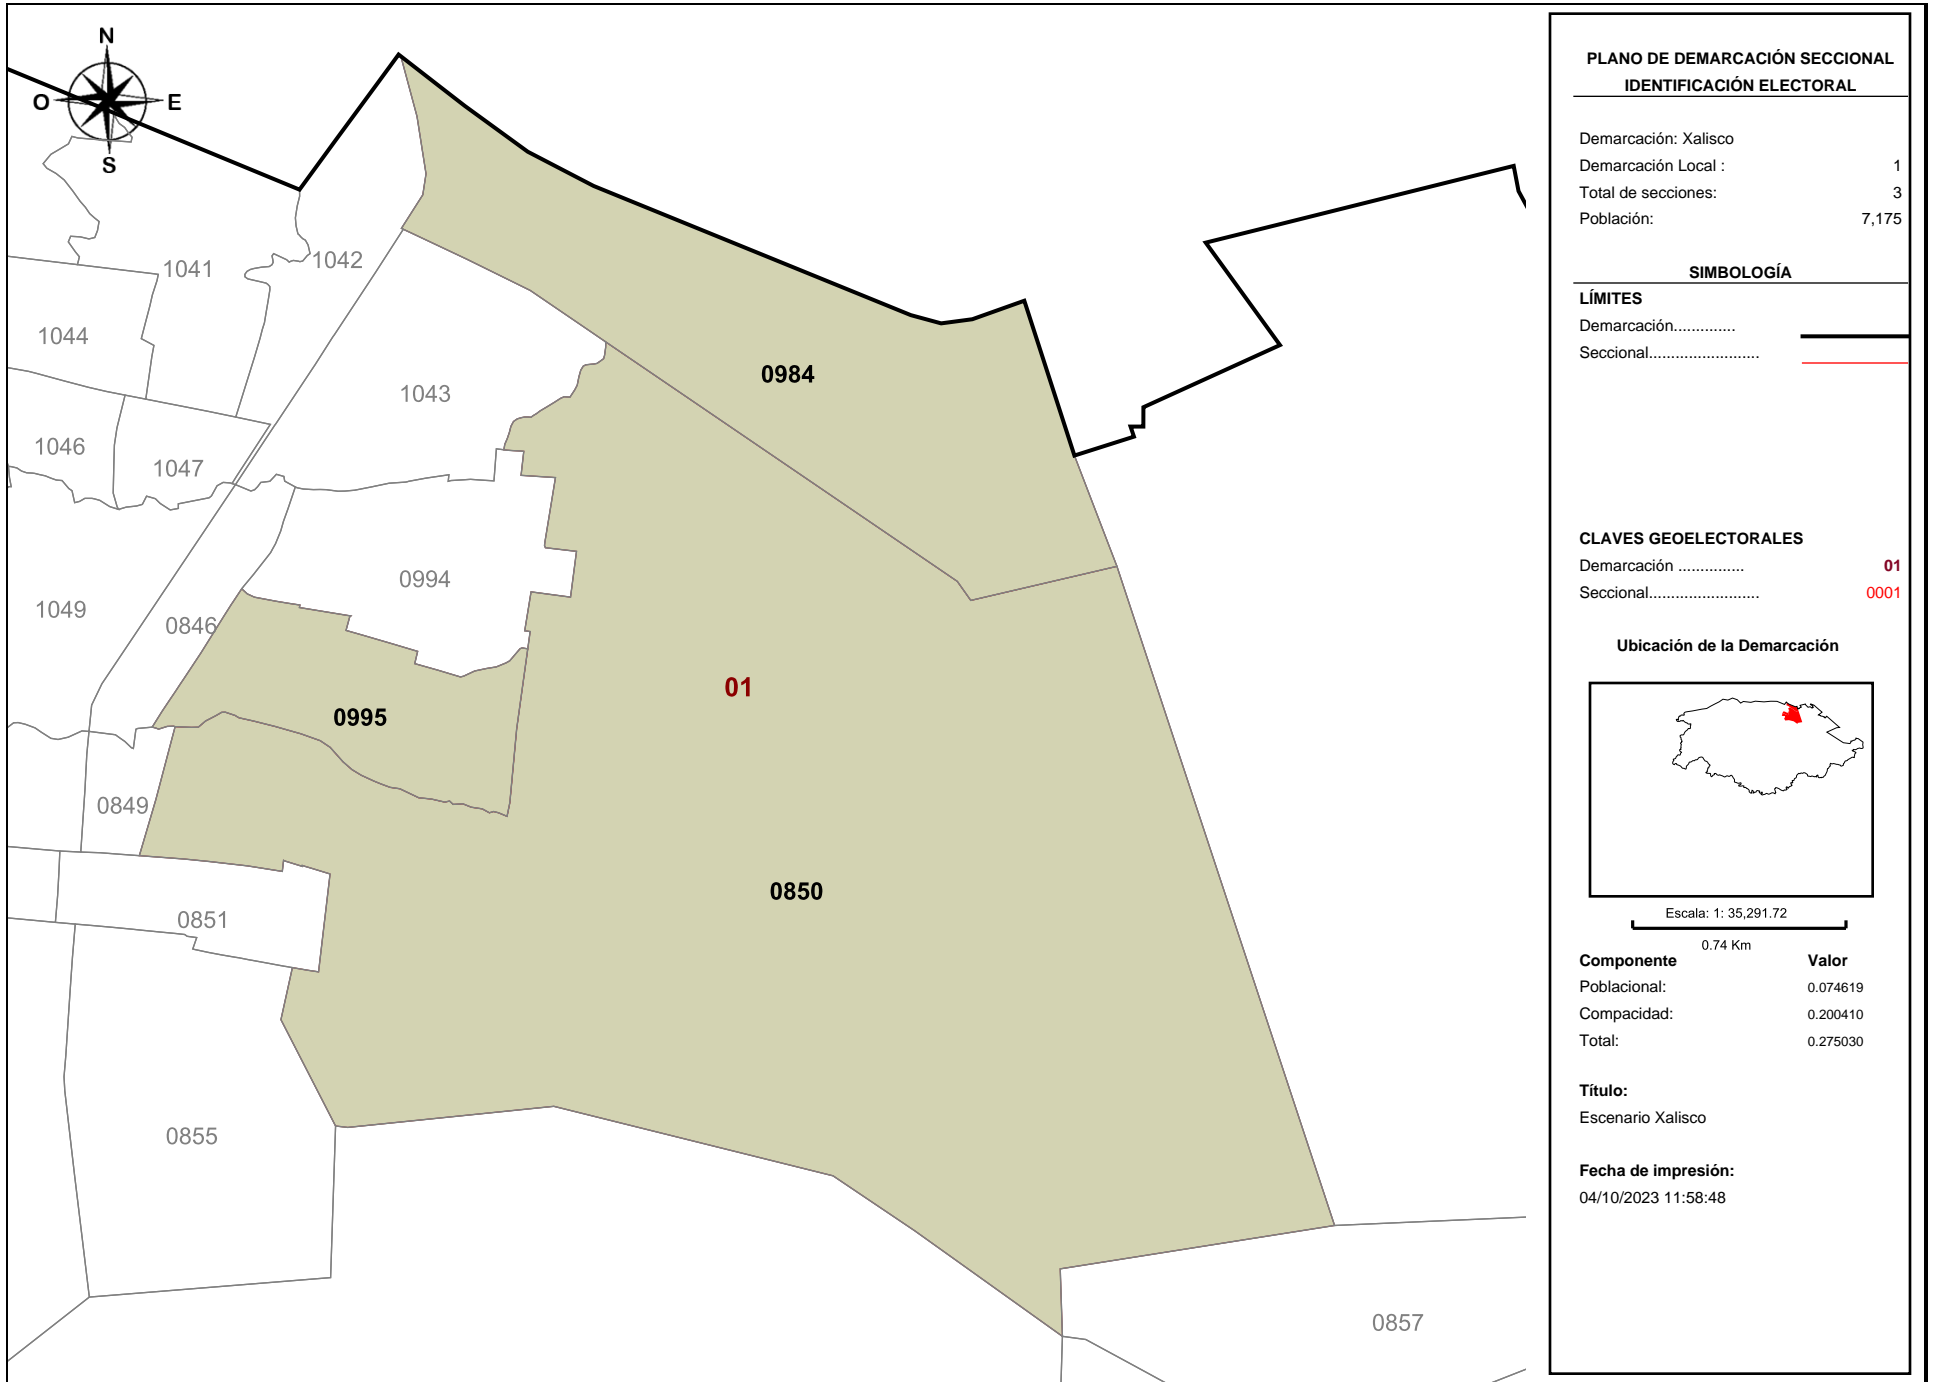 N
O
E
S
1041
1042
1044
1043
1046
1047
0984
0994
1049
0846
01
0995
0849
0850
0851
0855
0857
PLANO DE DEMARCACIÓN SECCIONAL
IDENTIFICACIÓN ELECTORAL
Demarcación: Xalisco
Demarcación Local : 1
Total de secciones: 3
Población: 7,175
SIMBOLOGÍA
LÍMITES
Demarcación..............
Seccional.........................
CLAVES GEOELECTORALES
Demarcación ............... 01
Seccional......................... 0001
Ubicación de la Demarcación
Escala: 1: 35,291.72
0.74 Km
Componente Valor
Poblacional: 0.074619
Compacidad: 0.200410
Total: 0.275030
Título:
Escenario Xalisco
Fecha de impresión:
04/10/2023 11:58:48